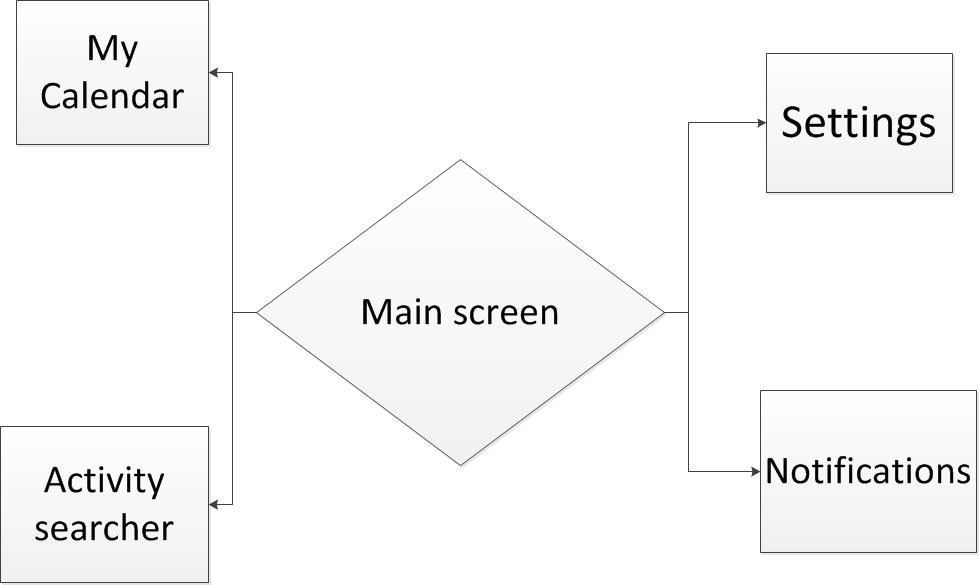 My
Calendar
Settings
Main screen
Activity
searcher
Notifications